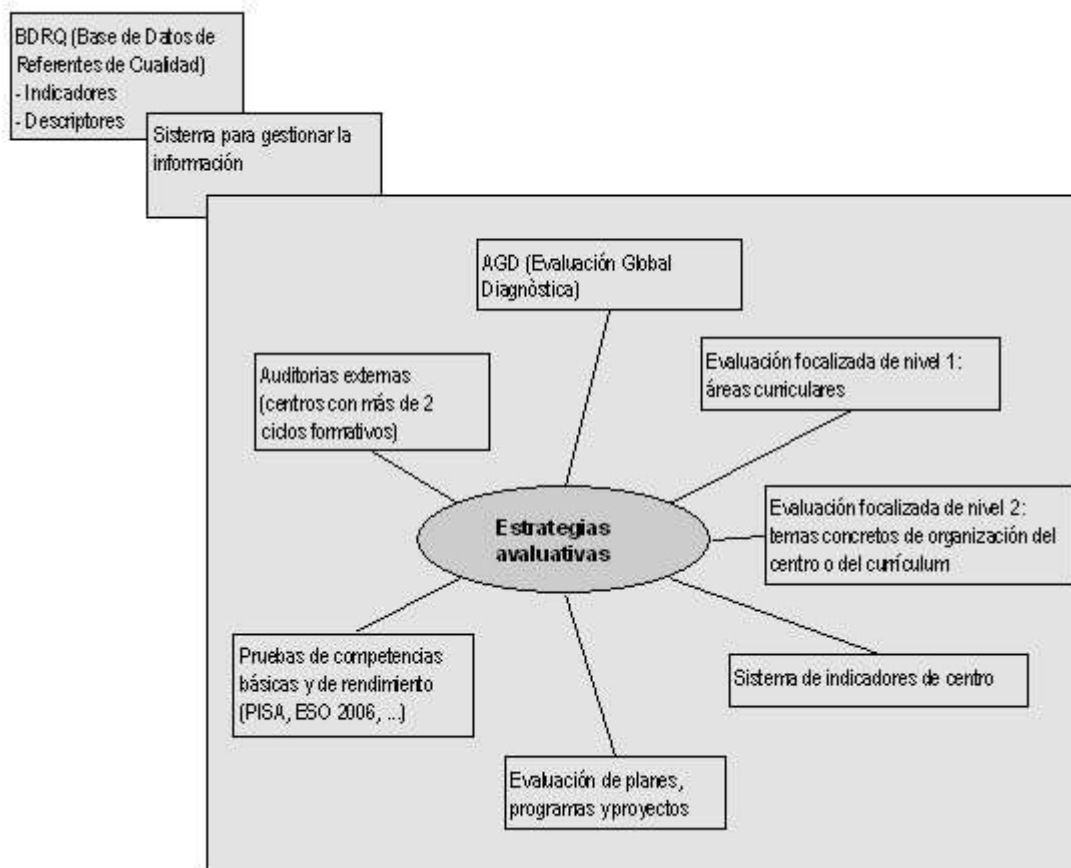 BDRQ (Base de Datos de
Referentes de Cualidad)
- Indicadores
- Descriptores
Sistema para gestionar la
información
AGD (Evaluación Global
Diagnòstica)
Evaluación focalizada de nivel 1:
áreas curriculares
Auditorias externas
(centros con más de 2
ciclos formativos)
Evaluación focalizada de nivel 2:
temas concretos de organización del
centro o del currículum
Estrategias
avaluativas
Pruebas de competencias
básicas y de rendimiento
(PISA, ESO 2006, ...)
Sistema de indicadores de centro
Evaluación de planes,
programas y proyectos